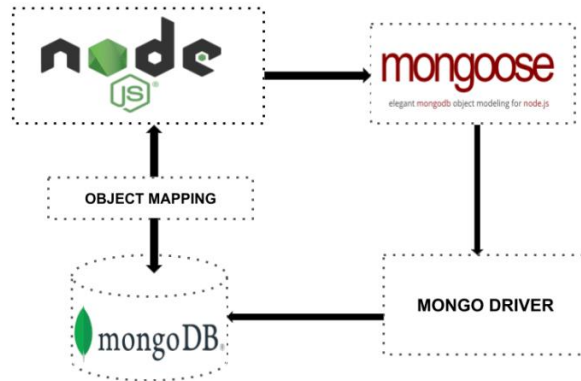 node
JS®
mongoose
elegant mongodb object modeling for node.js
OBJECT MAPPING
MONGO DRIVER
mongoDB®